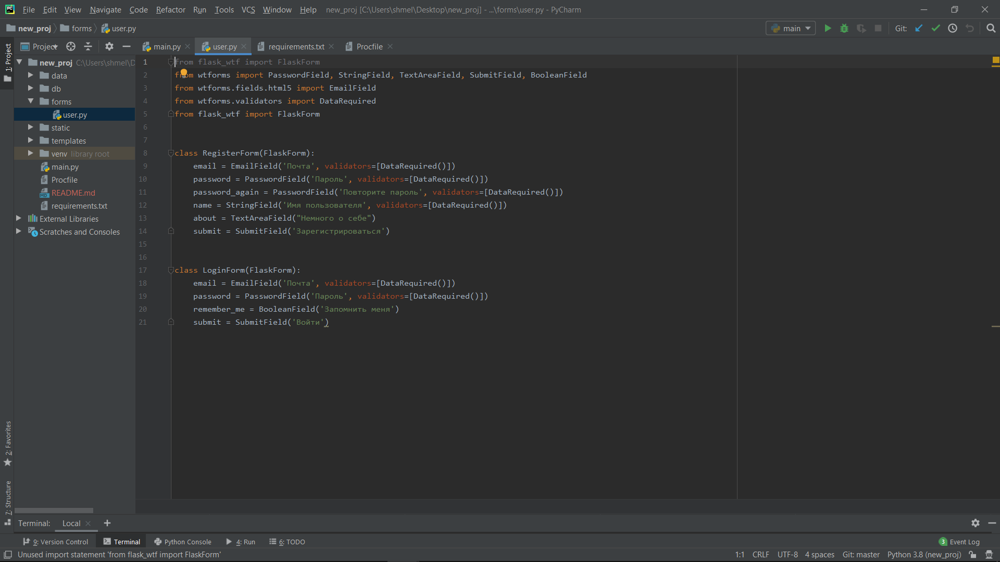 File Edit View Navigate Code Refactor Run Tools VCS Window Help new_proj [C:\Users\shmel\Desktop\new_proj] - ...\forms\user.py - PyCharm
new_proj forms user.py main Git:
1: Project
Project
main.py user.py requirements.txt Procfile
new_proj C:\Users\shmel\D
data
db
forms
user.py
static
templates
venv library root
main.py
Procfile
README.md
requirements.txt
External Libraries
Scratches and Consoles
1 from flask_wtf import FlaskForm
2 from wtforms import PasswordField, StringField, TextAreaField, SubmitField, BooleanField
3 from wtforms.fields.html5 import EmailField
4 from wtforms.validators import DataRequired
5 from flask_wtf import FlaskForm
6
7
8 class RegisterForm(FlaskForm):
9 email = EmailField('Почта', validators=[DataRequired()])
10 password = PasswordField('Пароль', validators=[DataRequired()])
11 password_again = PasswordField('Повторите пароль', validators=[DataRequired()])
12 name = StringField('Имя пользователя', validators=[DataRequired()])
13 about = TextAreaField("Немного о себе")
14 submit = SubmitField('Зарегистрироваться')
15
16
17 class LoginForm(FlaskForm):
18 email = EmailField('Почта', validators=[DataRequired()])
19 password = PasswordField('Пароль', validators=[DataRequired()])
20 remember_me = BooleanField('Запомнить меня')
21 submit = SubmitField('Войти')
2: Favorites
7: Structure
Terminal: Local
9: Version Control Terminal Python Console 4: Run 6: TODO 3 Event Log
Unused import statement 'from flask_wtf import FlaskForm' 1:1 CRLF UTF-8 4 spaces Git: master Python 3.8 (new_proj)